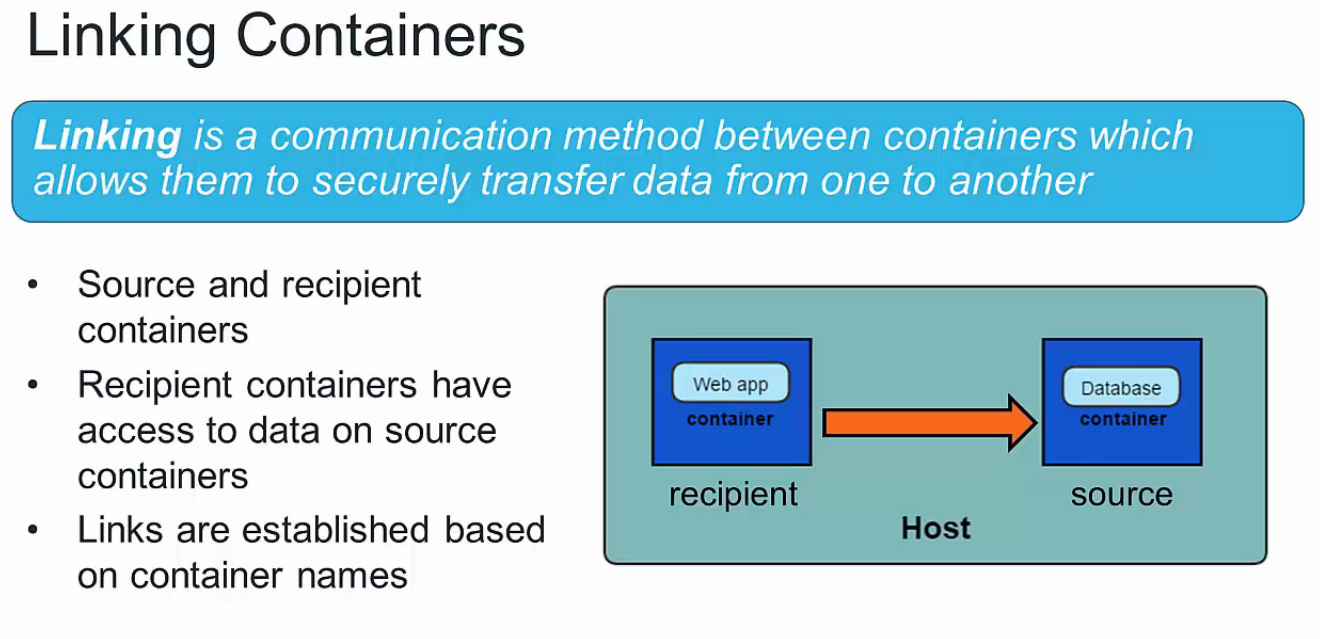 Linking Containers
Linking is a communication method between containers which
allows them to securely transfer data from one to another
• Source and recipient
containers
• Recipient containers have
access to data on source
containers
• Links are established based
on container names
Web app
container
recipient
Database
container
source
Host